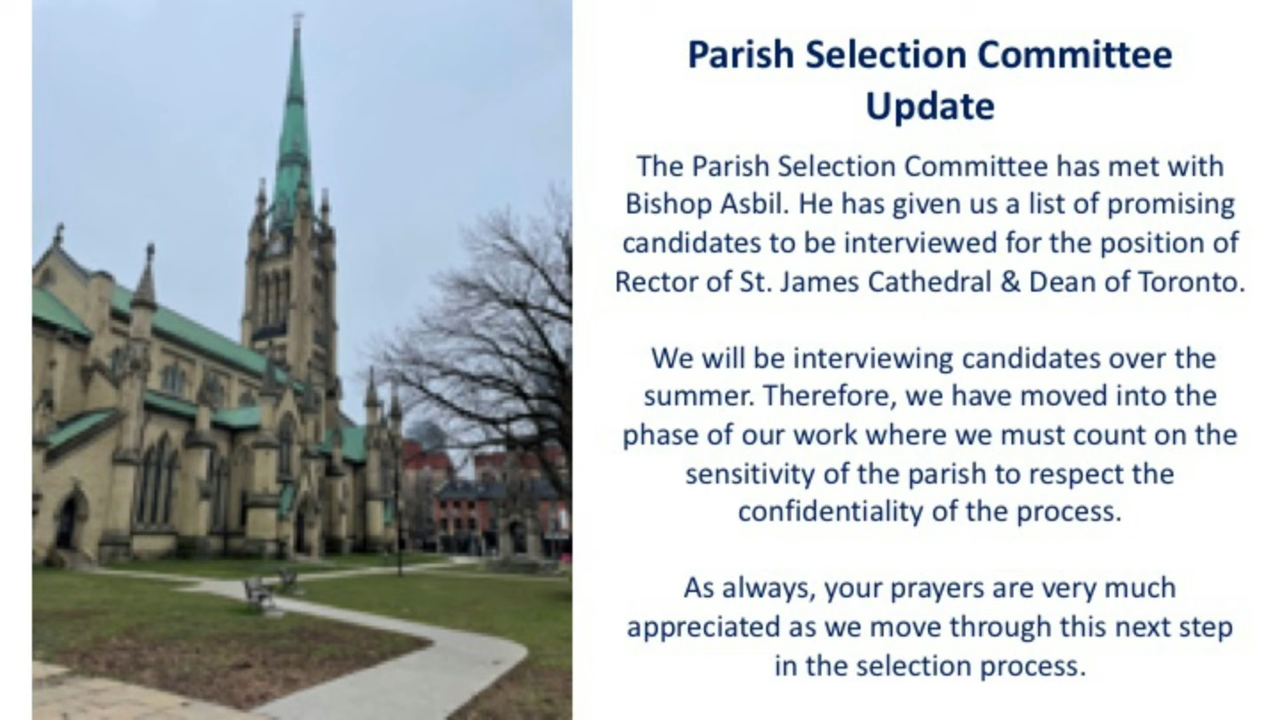 Parish Selection Committee
Update
The Parish Selection Committee has met with
Bishop Asbil. He has given us a list of promising
candidates to be interviewed for the position of
Rector of St. James Cathedral & Dean of Toronto.
We will be interviewing candidates over the
summer. Therefore, we have moved into the
phase of our work where we must count on the
sensitivity of the parish to respect the
confidentiality of the process.
As always, your prayers are very much
appreciated as we move through this next step
in the selection process.